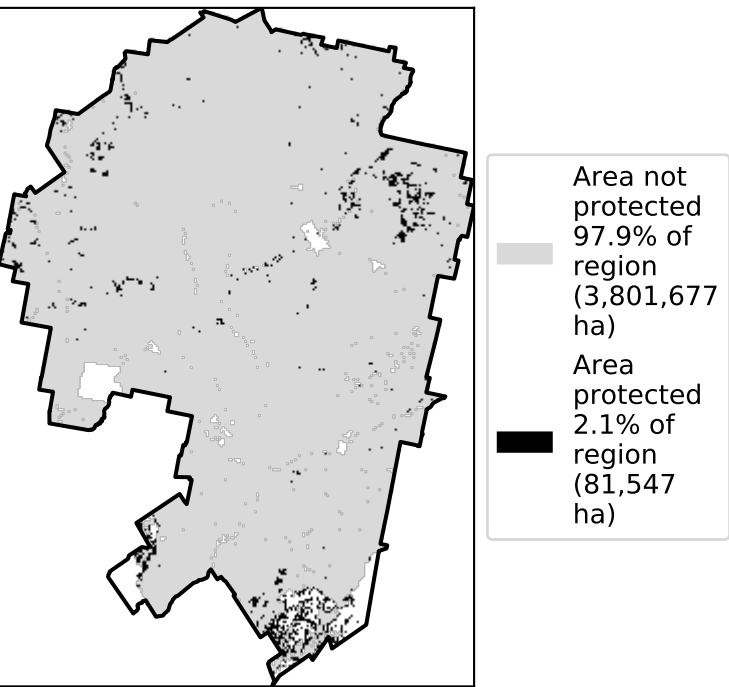 Area not
protected
97.9% of
region
(3,801,677
ha)
Area
protected
2.1% of
region
(81,547
ha)